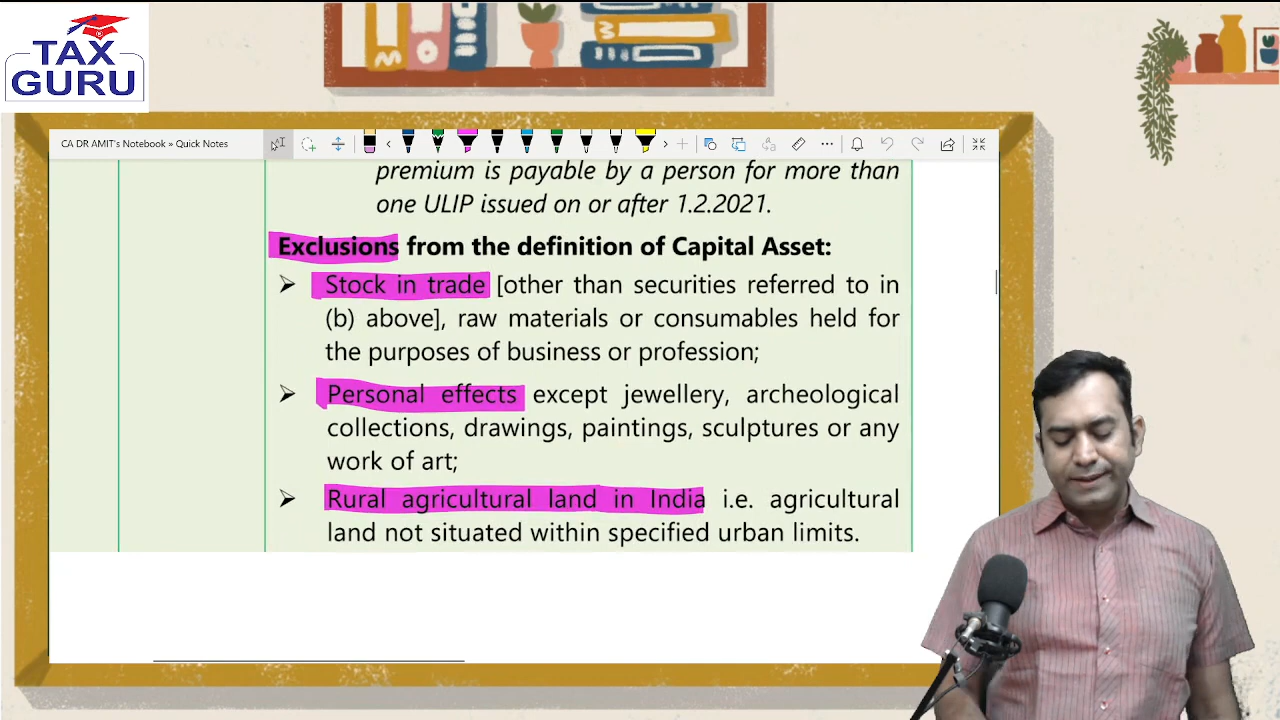 TAX
GURU
CA DR AMIT's Notebook » Quick Notes
premium is payable by a person for more than
one ULIP issued on or after 1.2.2021.
Exclusions from the definition of Capital Asset:
➢ Stock in trade [other than securities referred to in
(b) above], raw materials or consumables held for
the purposes of business or profession;
➢ Personal effects except jewellery, archeological
collections, drawings, paintings, sculptures or any
work of art;
➢ Rural agricultural land in India i.e. agricultural
land not situated within specified urban limits.